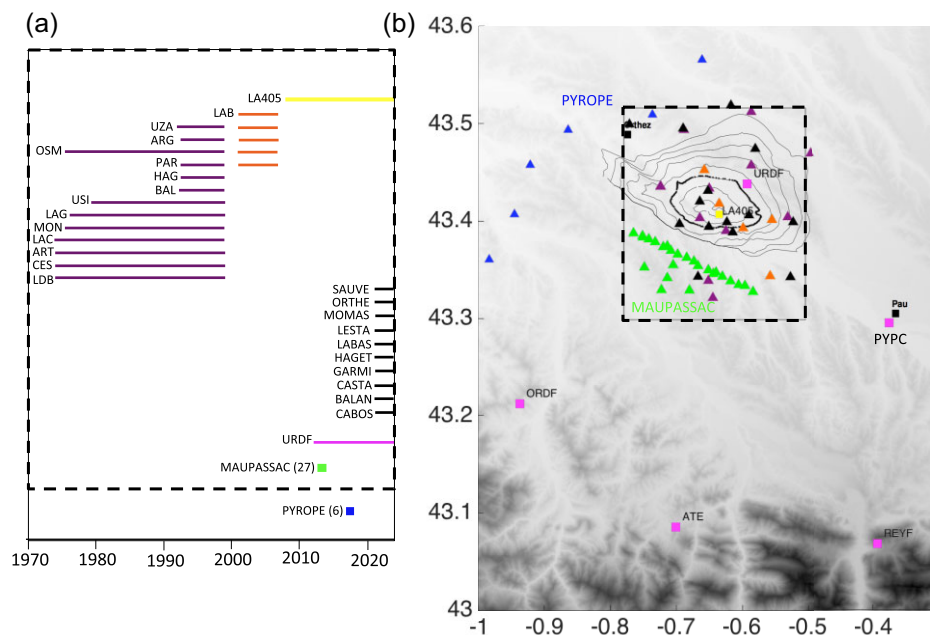 (a)
LA405
LAB
UZA
ARG
OSM
PAR
HAG
BAL
USI
LAG
MON
LAC
ART
CES
LDB
SAUVE
ORTHE
MOMAS
LESTA
LABAS
HAGET
GARMI
CASTA
BALAN
CABOS
URDF
MAUPASSAC (27)
PYROPE (6)
1970 1980 1990 2000 2010 2020
(b)
43.6
43.5
43.4
43.3
43.2
43.1
43
PYROPE
thez
URDF
LA405
MAUPASSAC
Pau
PYPC
ORDF
ATE
REYF
-1 -0.9 -0.8 -0.7 -0.6 -0.5 -0.4